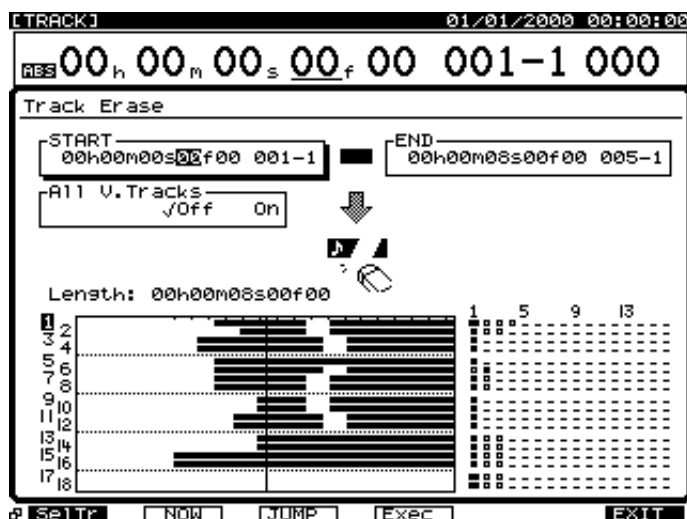 [TRACK] 01/01/2000 00:00:00
ABS 00h 00m 00s 00f 00 001-1 000
Track Erase
START
00h00m00s00f00 001-1
END
00h00m08s00f00 005-1
All V.Tracks
√Off On
Length: 00h00m08s00f00
1 5 9 13
1
2
3
4
5
6
7
8
9
10
11
12
13
14
15
16
17
18
SelTr NOW JUMP Exec EXIT